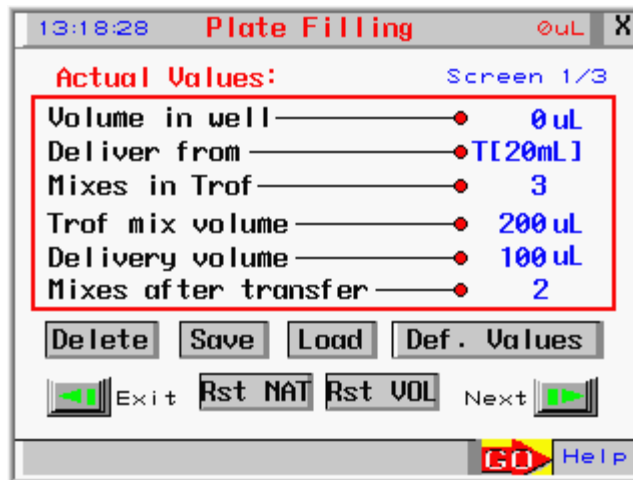 13:18:28 Plate Filling 0uL X
Actual Values: Screen 1/3
Volume in well 0 uL
Deliver from T[20mL]
Mixes in Trof 3
Trof mix volume 200 uL
Delivery volume 100 uL
Mixes after transfer 2
Delete Save Load Def. Values
Exit Rst NAT Rst VOL Next
GO Help